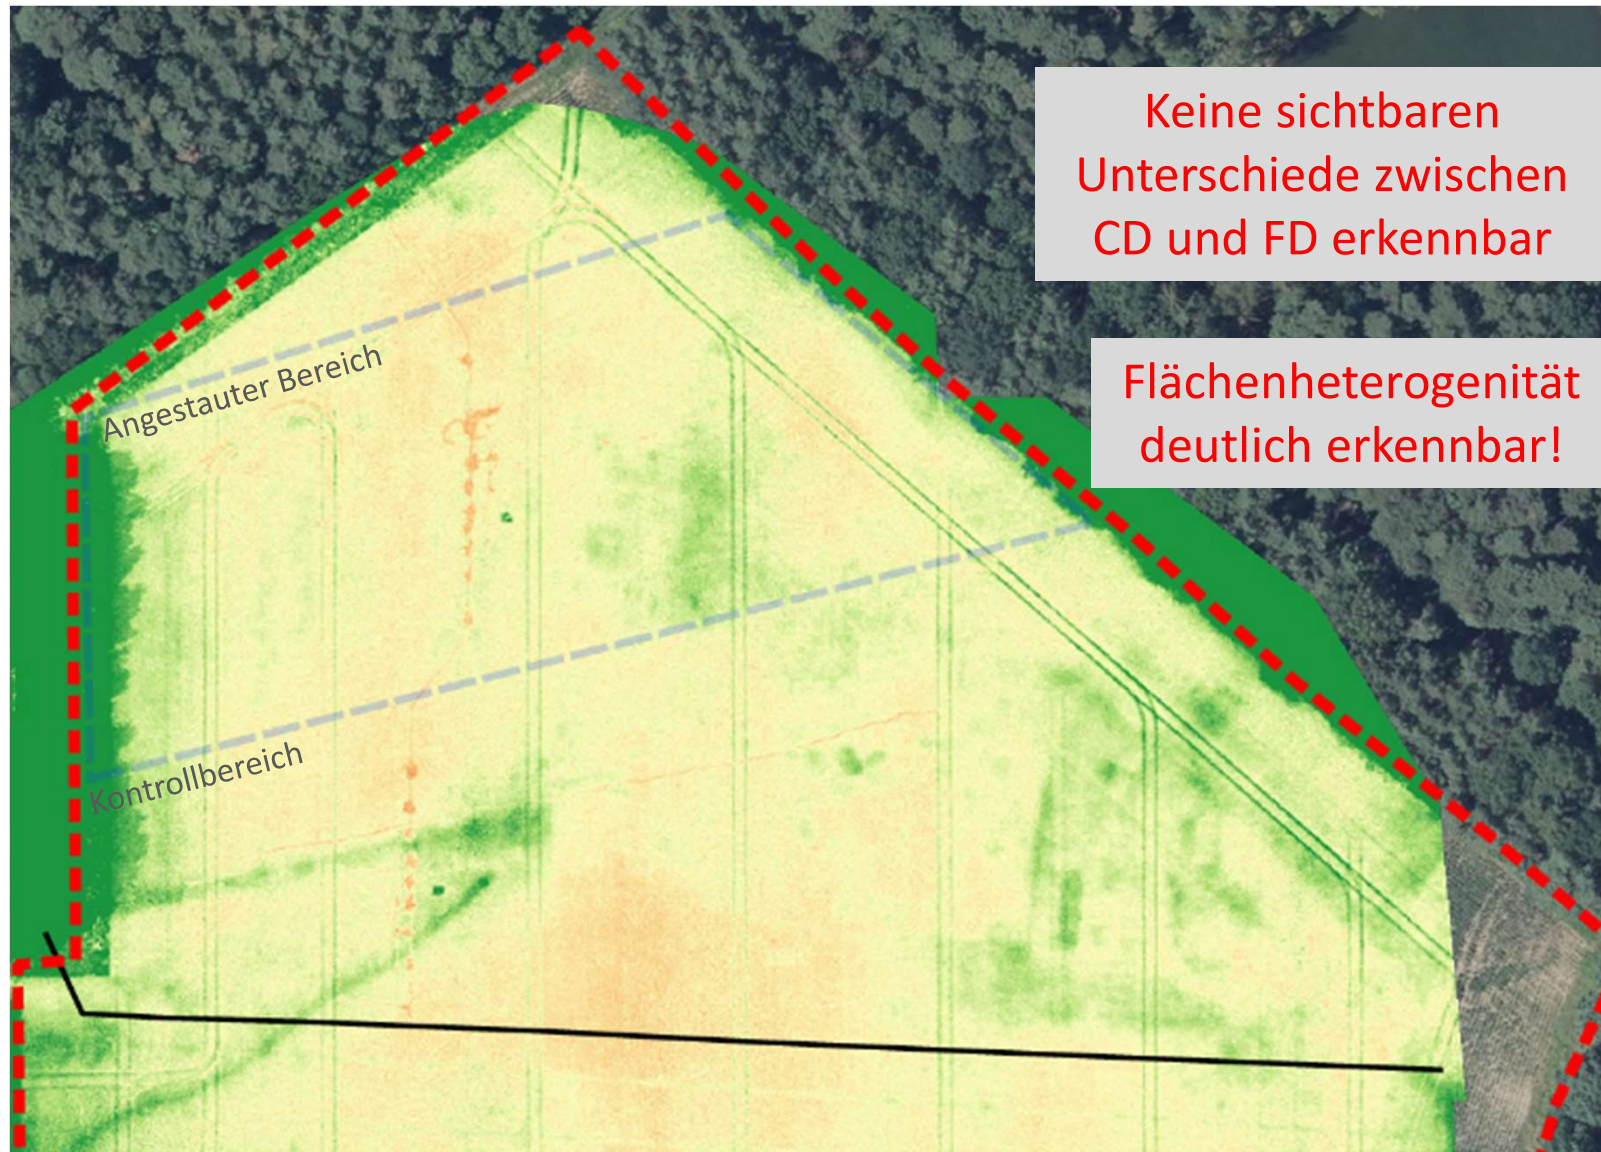 Keine sichtbaren
Unterschiede zwischen
CD und FD erkennbar
Flächenheterogenität
deutlich erkennbar!
Angestauter Bereich
Kontrollbereich